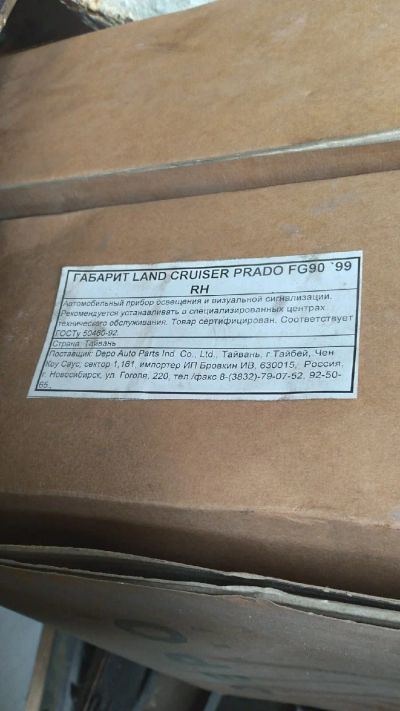 ГАБАРИТ LAND CRUISER PRADO FG90 `99
RH
Автомобильный прибор освещения и визуальной сигнализации.
Рекомендуется устанавливать в специализированных центрах
технического обслуживания. Товар сертифицирован. Соответствует
ГОСТу 50460-92.
Страна: Тайвань
Поставщик: Depo Auto Parts Ind. Co., Ltd., Тайвань, г.Тайбей, Чен
Коу Саус, сектор 1,181, импортер ИП Бровкин ИВ, 630015, Россия,
г. Новосибирск, ул. Гоголя, 220, тел./факс 8-(3832)-79-07-52, 92-50-
65.